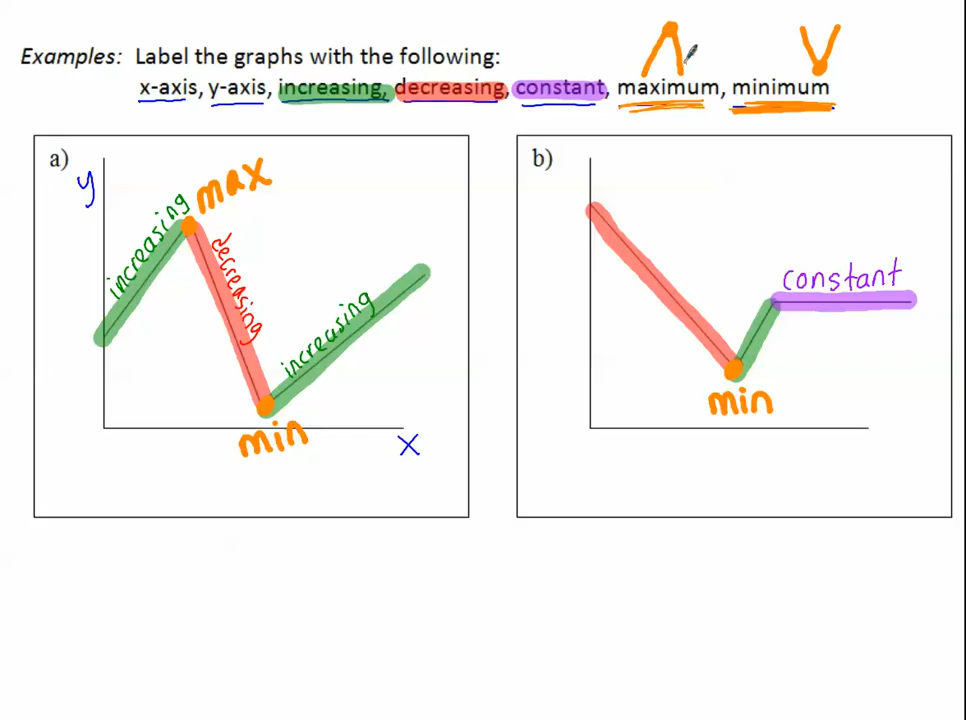 Examples: Label the graphs with the following:
x-axis, y-axis, increasing, decreasing, constant, maximum, minimum
a)
y
increasing
max
decreasing
increasing
min
x
b)
constant
min